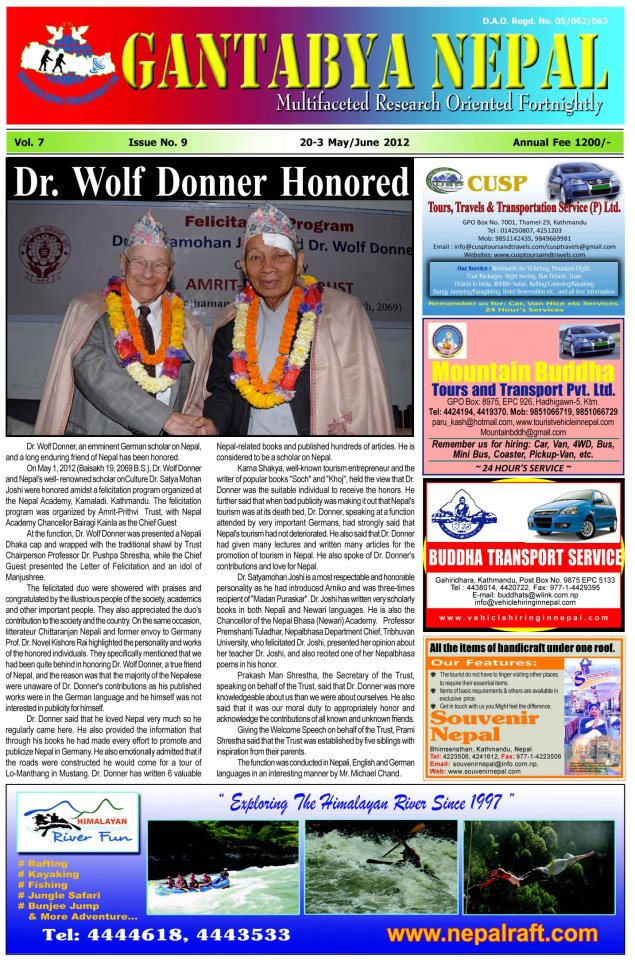 D.A.O. Regd. No. 05/062/063
GANTABYA NEPAL
Multifaceted Research Oriented Fortnightly
Vol. 7 Issue No. 9 20-3 May/June 2012 Annual Fee 1200/-
Dr. Wolf Donner Honored
Felicitation Program
Mohan Dr. Wolf Donner
AMRIT-P TRUST
2069)
Dr. Wolf Donner, an emminent German scholar on Nepal,
and a long enduring friend of Nepal has been honored.
On May 1, 2012 (Baisakh 19, 2069 B.S.), Dr. Wolf Donner
and Nepal's well- renowned scholar on Culture Dr. Satya Mohan
Joshi were honored amidst a felicitation program organized at
the Nepal Academy, Kamaladi. Kathmandu. The felicitation
program was organized by Amrit-Prithvi Trust, with Nepal
Academy Chancellor Bairagi Kainla as the Chief Guest
At the function, Dr. Wolf Donner was presented a Nepali
Dhaka cap and wrapped with the traditional shawl by Trust
Chairperson Professor Dr. Pushpa Shrestha, while the Chief
Guest presented the Letter of Felicitation and an idol of
Manjushree.
The felicitated duo were showered with praises and
congratulated by the illustrious people of the society, academics
and other important people. They also appreciated the duo's
contribution to the society and the country. On the same occasion,
litterateur Chittaranjan Nepali and former envoy to Germany
Prof. Dr. Novel Kishore Rai highlighted the personality and works
of the honored individuals. They specifically mentioned that we
had been quite behind in honoring Dr. Wolf Donner, a true friend
of Nepal, and the reason was that the majority of the Nepalese
were unaware of Dr. Donner's contributions as his published
works were in the German language and he himself was not
interested in publicity for himself.
Dr. Donner said that he loved Nepal very much so he
regularly came here. He also provided the information that
through his books he had made every effort to promote and
publicize Nepal in Germany. He also emotionally admitted that if
the roads were constructed he would come for a tour of
Lo-Manthang in Mustang. Dr. Donner has written 6 valuable
Nepal-related books and published hundreds of articles. He is
considered to be a scholar on Nepal.
Karna Shakya, well-known tourism entrepreneur and the
writer of popular books "Soch" and "Khoj", held the view that Dr.
Donner was the suitable individual to receive the honors. He
further said that when bad publicity was making it out that Nepal's
tourism was at its death bed, Dr. Donner, speaking at a function
attended by very important Germans, had strongly said that
Nepal's tourism had not deteriorated. He also said that Dr. Donner
had given many lectures and written many articles for the
promotion of tourism in Nepal. He also spoke of Dr. Donner's
contributions and love for Nepal.
Dr. Satyamohan Joshi is a most respectable and honorable
personality as he had introduced Arniko and was three-times
recipient of "Madan Puraskar". Dr. Joshi has written very scholarly
books in both Nepali and Newari languages. He is also the
Chancellor of the Nepal Bhasa (Newari) Academy. Professor
Premshanti Tuladhar, Nepalbhasa Department Chief, Tribhuvan
University, who felicitated Dr. Joshi, presented her opinion about
her teacher Dr. Joshi, and also recited one of her Nepalbhasa
poems in his honor.
Prakash Man Shrestha, the Secretary of the Trust,
speaking on behalf of the Trust, said that Dr. Donner was more
knowledgeable about us than we were about ourselves. He also
said that it was our moral duty to appropriately honor and
acknowledge the contributions of all known and unknown friends.
Giving the Welcome Speech on behalf of the Trust, Prami
Shrestha said that the Trust was established by five siblings with
inspiration from their parents.
The function was conducted in Nepali, English and German
languages in an interesting manner by Mr. Michael Chand.
CUSP
Tours, Travels & Transportation Service (P) Ltd.
GPO Box No. 7001, Thamel-29, Kathmandu
Tel : 014250807, 4251203
Mob: 9851142435, 9849669981
Email : info@cusptoursandtravels.com/cusptravels@gmail.com
Websites: www.cusptoursamdtravels.com
Our Service : Worldwide Air Ticketing, Mountain Flight,
Tour Packages, Sight Seeing, Bus Tickets, Train
Tickets in India, Wildlife Safari, Rafting/Canyoning/Kayaking
Bungy Jumping/Paragliding, Hotel Reservation etc.. and all free information.
Remember us for: Car, Van Hice etc Services
24 Hour's Services
Mountain Buddha
Tours and Transport Pvt. Ltd.
GPO Box: 8975, EPC 926, Hadhigawn-5, Ktm.
Tel: 4424194, 4419370. Mob: 9851066719, 9851066729
paru_kash@hotmail.com, www.touristvehicleinnepal.com
Mountainbddh@gmail.com
Remember us for hiring: Car, Van, 4WD, Bus,
Mini Bus, Coaster, Pickup-Van, etc.
~ 24 HOUR'S SERVICE ~
BUDDHA TRANSPORT SERVICE
Gahiridhara, Kathmandu, Post Box No. 9875 EPC 5133
Tel : 4438014, 4420722, Fax: 977-1-4429395
E-mail: buddhats@wlink.com.np
info@vehiclehiringinnepal.com
www.vehiclehiringinnepal.com
All the items of handicraft under one roof.
Our Features:
The tourist do not have to linger visiting other places
to require their essential items.
Items of basic requirements & others are available in
exclusive price.
Get in touch with us you Might feel the difference.
Souvenir
Nepal
Bhimsensthan, Kathmandu, Nepal
Tel: 4223506, 4241612, Fax: 977-1-4223506
Email: souvenirnepal@info.com.np,
Web: www.souvenirnepal.com
HIMALAYAN
River Fun
" Exploring The Himalayan River Since 1997 "
# Rafting
# Kayaking
# Fishing
# Jungle Safari
# Bunjee Jump
& More Adventure...
Tel: 4444618, 4443533
www.nepalraft.com